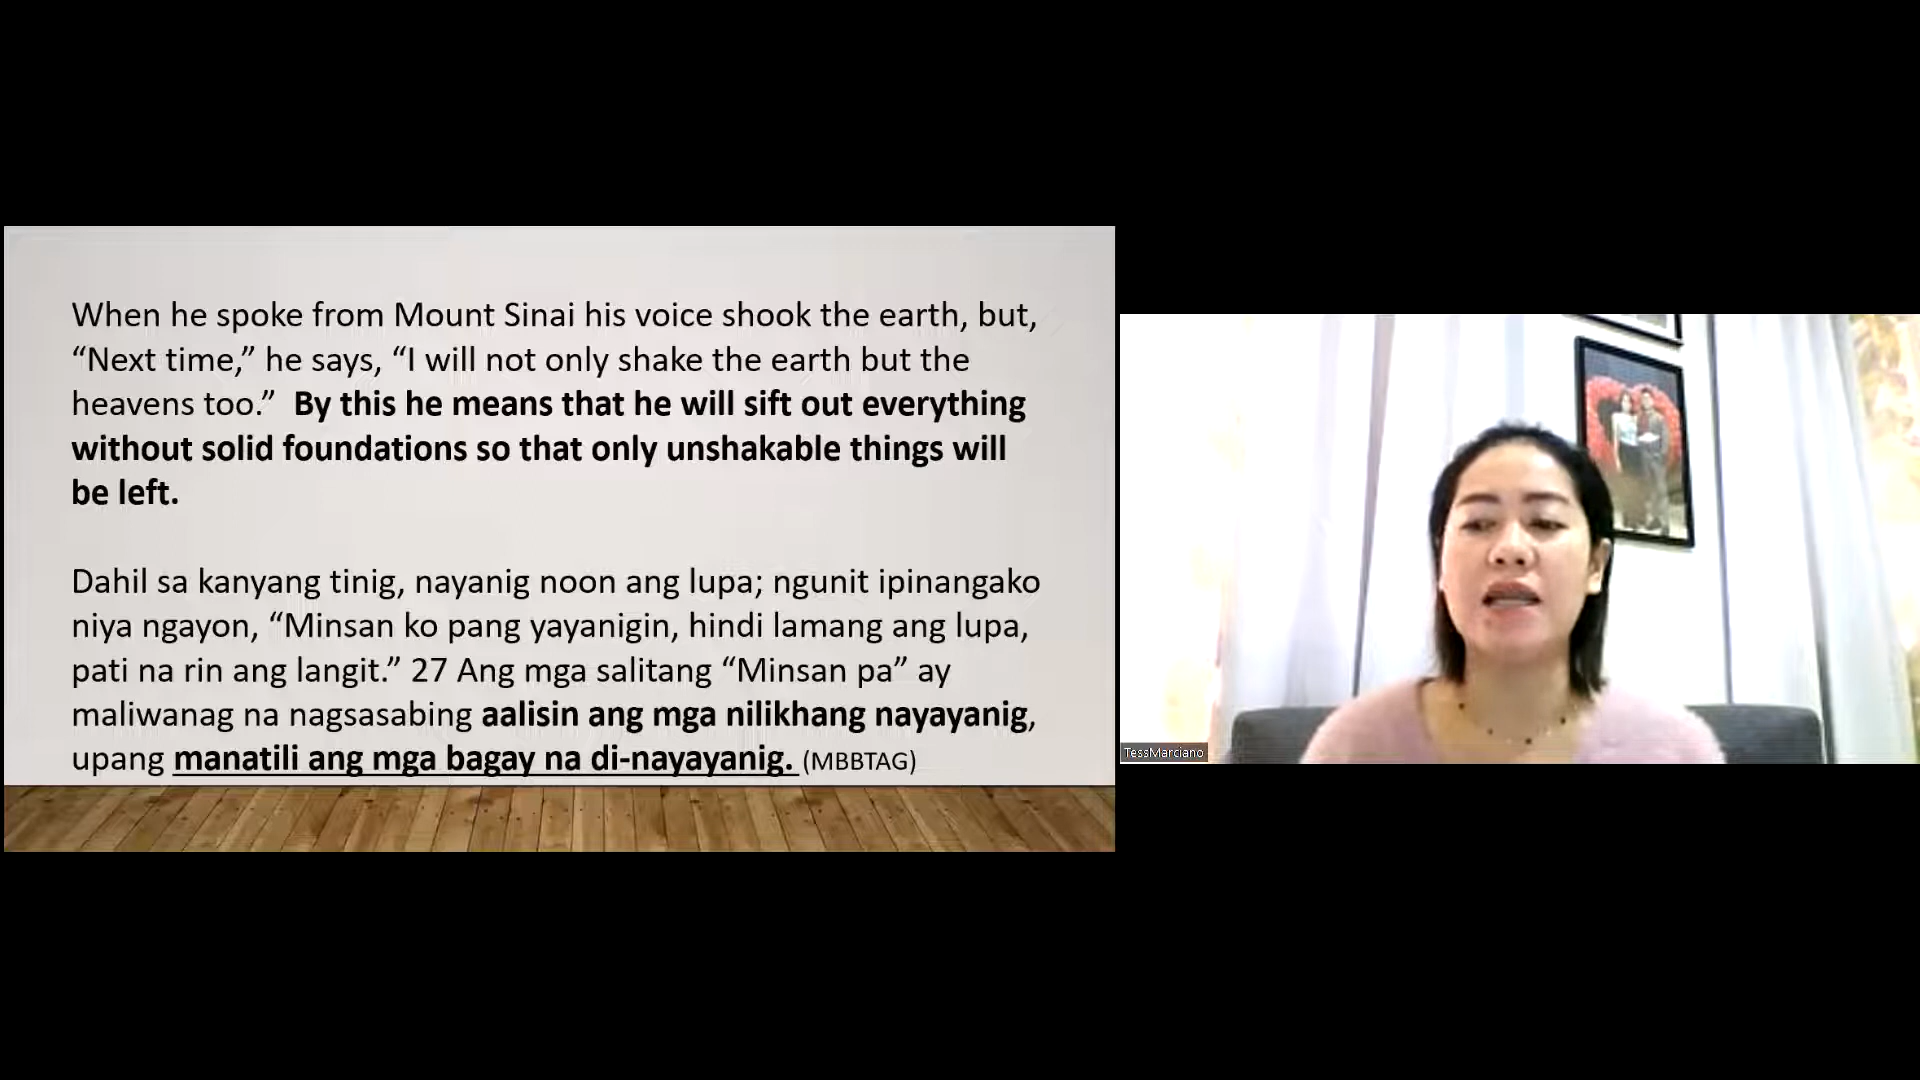 When he spoke from Mount Sinai his voice shook the earth, but,
“Next time,” he says, “I will not only shake the earth but the
heavens too.”  By this he means that he will sift out everything
without solid foundations so that only unshakable things will
be left.
Dahil sa kanyang tinig, nayanig noon ang lupa; ngunit ipinangako
niya ngayon, “Minsan ko pang yayanigin, hindi lamang ang lupa,
pati na rin ang langit.” 27 Ang mga salitang “Minsan pa” ay
maliwanag na nagsasabing aalisin ang mga nilikhang nayayanig,
upang manatili ang mga bagay na di-nayayanig. (MBBTAG)
TessMarciano